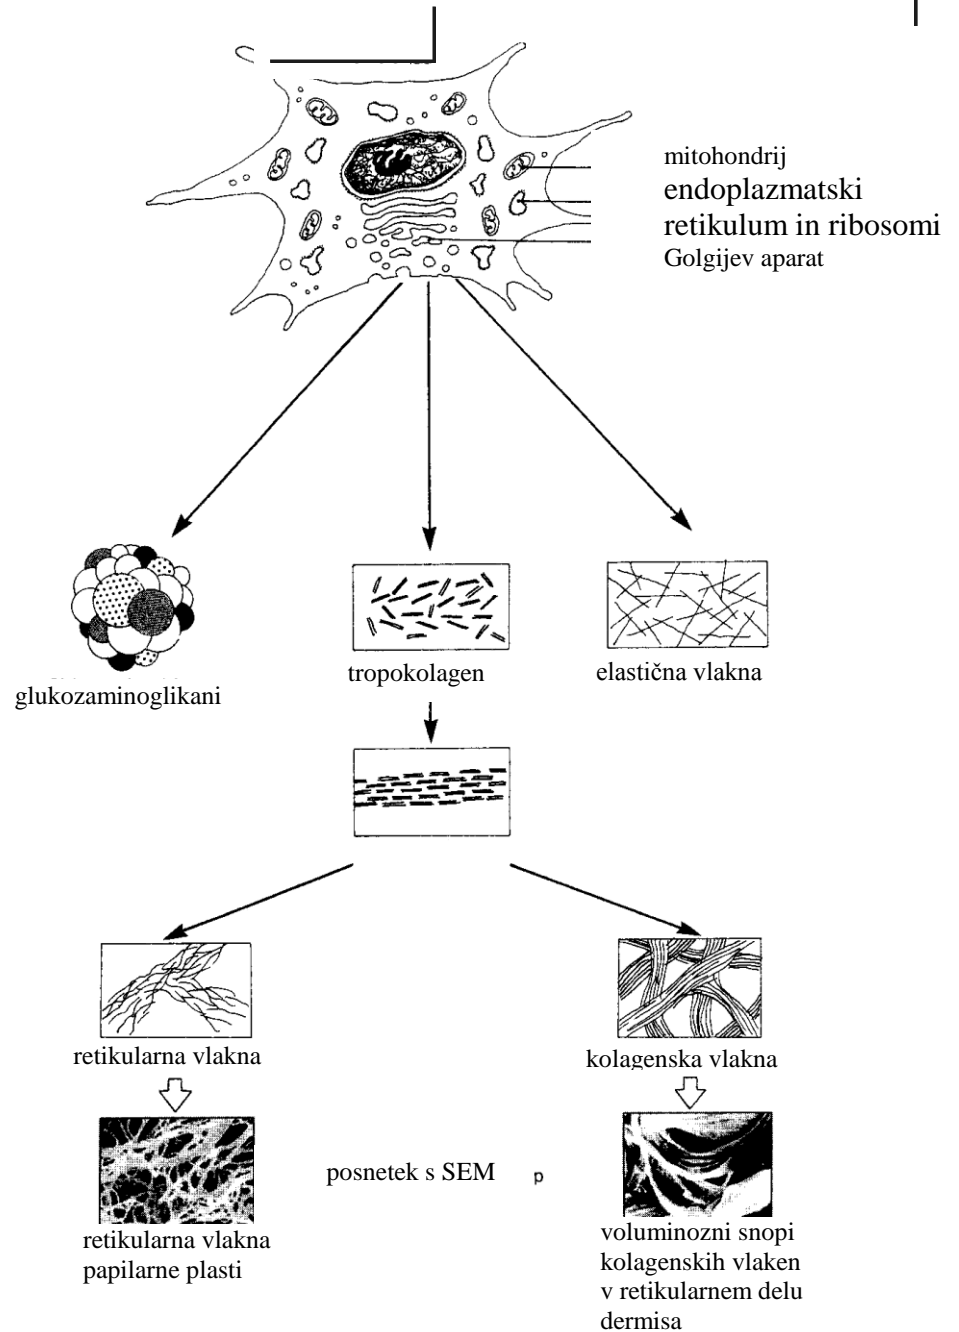 mitohondrij
endoplazmatski
retikulum in ribosomi
Golgijev aparat
glukozaminoglikani
tropokolagen
elastična vlakna
retikularna vlakna
kolagenska vlakna
posnetek s SEM p
retikularna vlakna
papilarne plasti
voluminozni snopi
kolagenskih vlaken
v retikularnem delu
dermisa